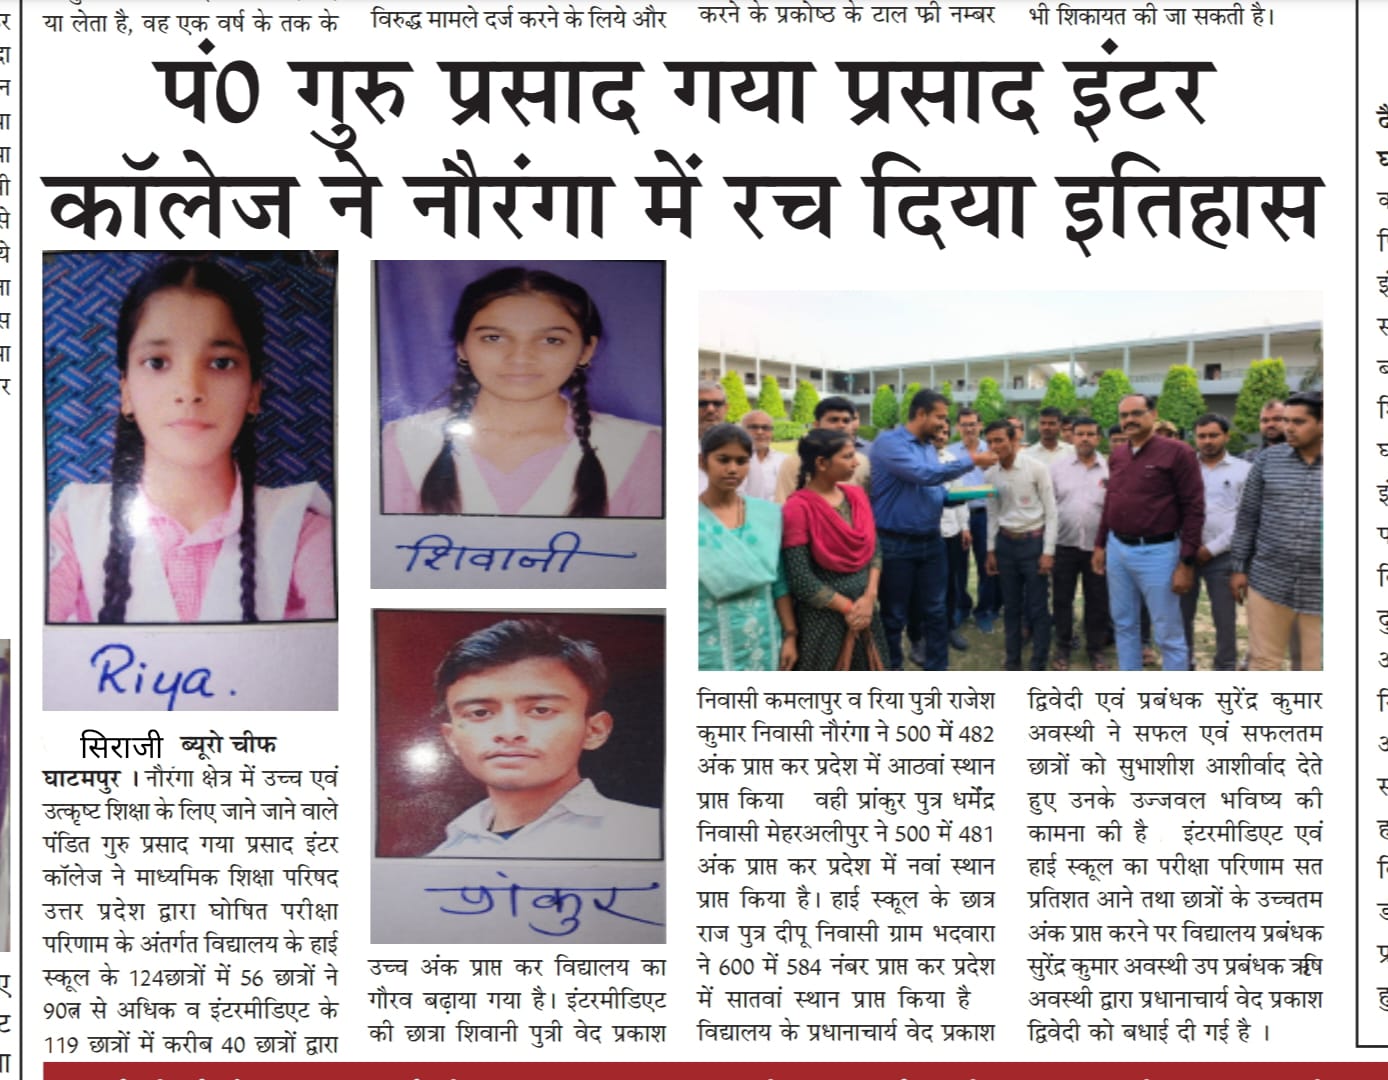 या लेता है, वह एक वर्ष के तक के
विरुद्ध मामले दर्ज करने के लिये और
करने के प्रकोष्ठ के टाल फ्री नम्बर
भी शिकायत की जा सकती है।
पं0 गुरु प्रसाद गया प्रसाद इंटर
कॉलेज ने नौरंगा में रच दिया इतिहास
Riya.
शिवानी
प्रांकुर
सिराजी ब्यूरो चीफ
घाटमपुर । नौरंगा क्षेत्र में उच्च एवं
उत्कृष्ट शिक्षा के लिए जाने जाने वाले
पंडित गुरु प्रसाद गया प्रसाद इंटर
कॉलेज ने माध्यमिक शिक्षा परिषद
उत्तर प्रदेश द्वारा घोषित परीक्षा
परिणाम के अंतर्गत विद्यालय के हाई
स्कूल के 124छात्रों में 56 छात्रों ने
90त्न से अधिक व इंटरमीडिएट के
119 छात्रों में करीब 40 छात्रों द्वारा
उच्च अंक प्राप्त कर विद्यालय का
गौरव बढ़ाया गया है। इंटरमीडिएट
की छात्रा शिवानी पुत्री वेद प्रकाश
निवासी कमलापुर व रिया पुत्री राजेश
कुमार निवासी नौरंगा ने 500 में 482
अंक प्राप्त कर प्रदेश में आठवां स्थान
प्राप्त किया वही प्रांकुर पुत्र धर्मेंद्र
निवासी मेहरअलीपुर ने 500 में 481
अंक प्राप्त कर प्रदेश में नवां स्थान
प्राप्त किया है। हाई स्कूल के छात्र
राज पुत्र दीपू निवासी ग्राम भदवारा
ने 600 में 584 नंबर प्राप्त कर प्रदेश
में सातवां स्थान प्राप्त किया है
विद्यालय के प्रधानाचार्य वेद प्रकाश
द्विवेदी एवं प्रबंधक सुरेंद्र कुमार
अवस्थी ने सफल एवं सफलतम
छात्रों को सुभाशीश आशीर्वाद देते
हुए उनके उज्जवल भविष्य की
कामना की है इंटरमीडिएट एवं
हाई स्कूल का परीक्षा परिणाम सत
प्रतिशत आने तथा छात्रों के उच्चतम
अंक प्राप्त करने पर विद्यालय प्रबंधक
सुरेंद्र कुमार अवस्थी उप प्रबंधक ऋषि
अवस्थी द्वारा प्रधानाचार्य वेद प्रकाश
द्विवेदी को बधाई दी गई है ।